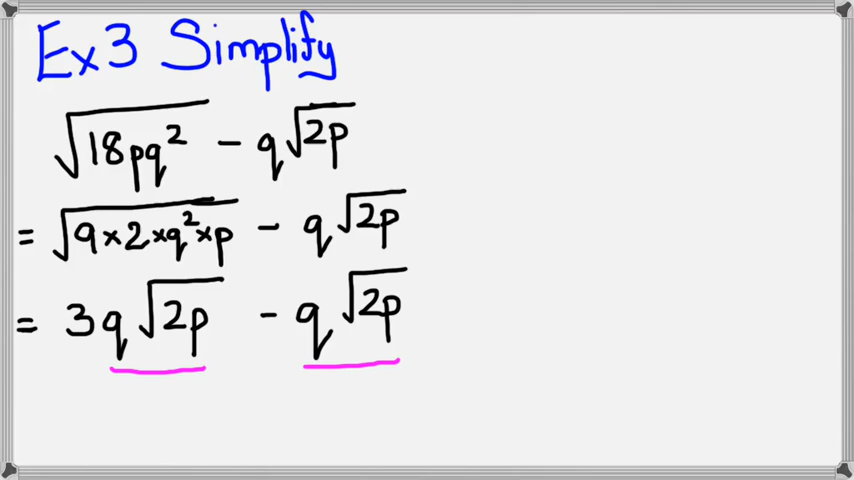 Ex3 Simplify
√18pq² - q√2p
= √9×2×q²×p - q√2p
= 3q√2p - q√2p